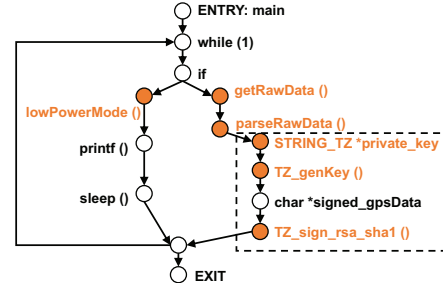 ENTRY: main
while (1)
if
getRawData ()
lowPowerMode ()
parseRawData ()
STRING_TZ *private_key
printf ()
TZ_genKey ()
sleep ()
char *signed_gpsData
TZ_sign_rsa_sha1 ()
EXIT